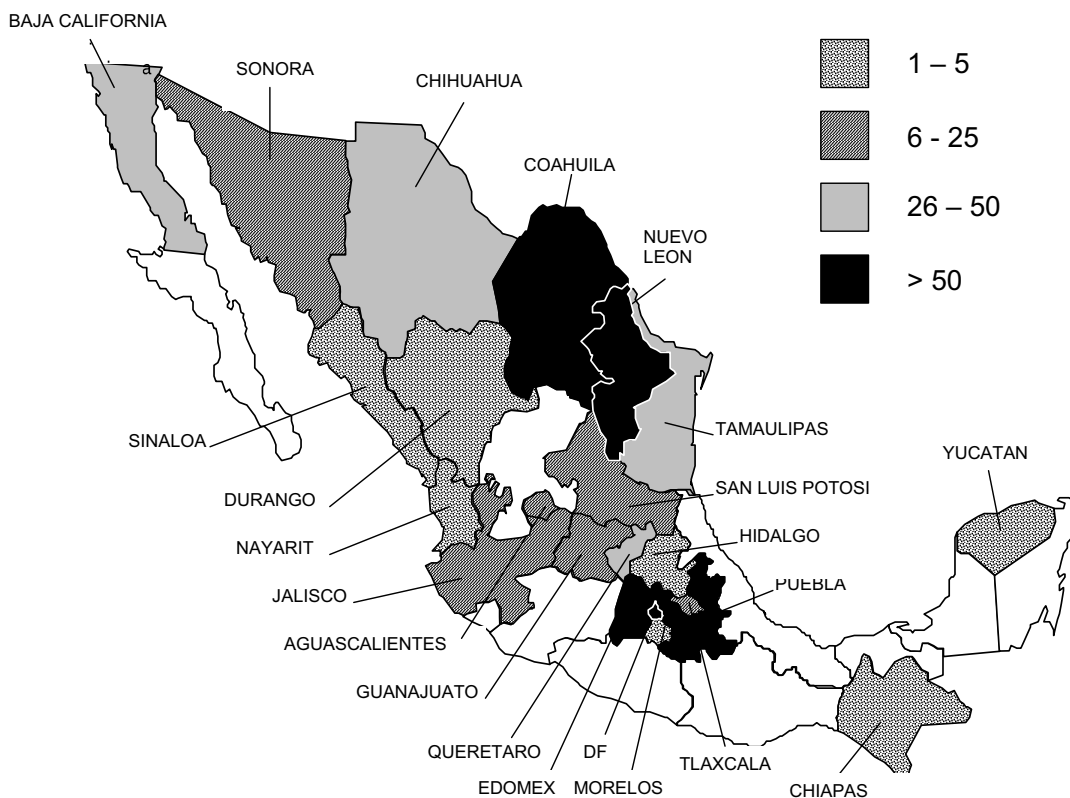 BAJA CALIFORNIA
a
SONORA
CHIHUAHUA
COAHUILA
NUEVO
LEON
1 – 5
6 - 25
26 – 50
> 50
SINALOA
DURANGO
NAYARIT
JALISCO
AGUASCALIENTES
GUANAJUATO
QUERETARO
EDOMEX
DF
MORELOS
TLAXCALA
CHIAPAS
TAMAULIPAS
SAN LUIS POTOSI
HIDALGO
PUEBLA
YUCATAN